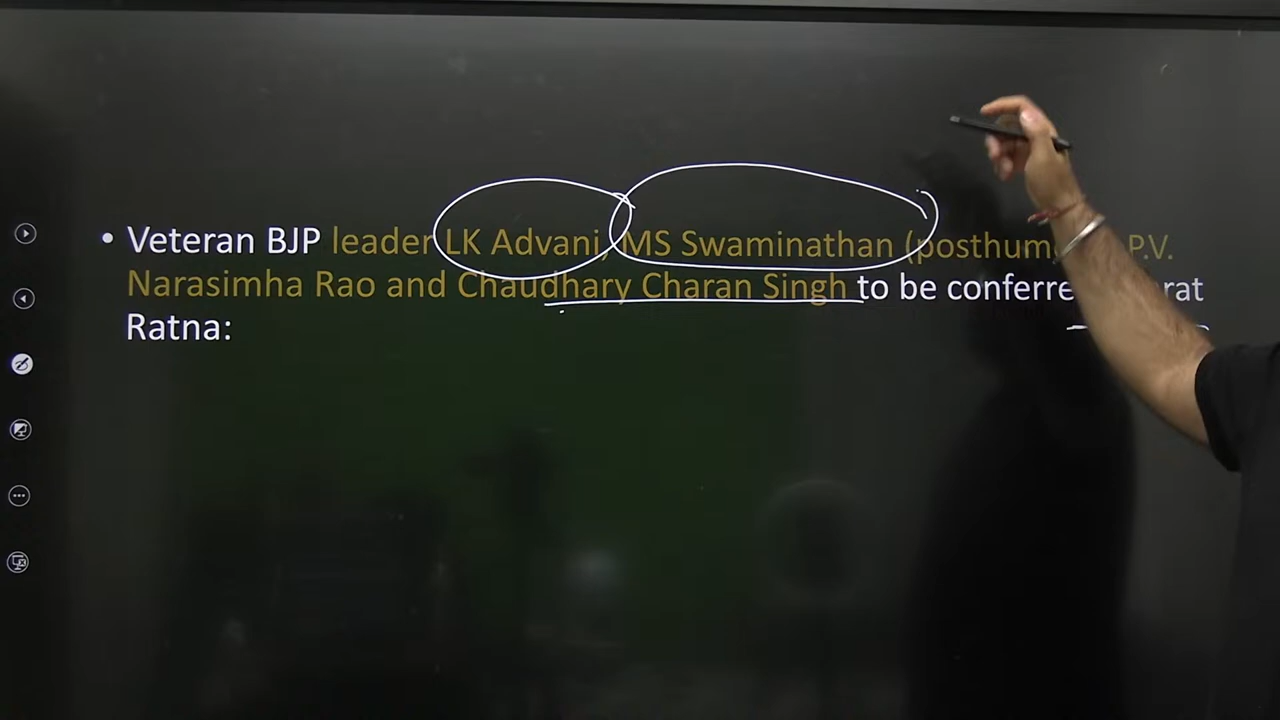 • Veteran BJP leader LK Advani, MS Swaminathan (posthum P.V.
Narasimha Rao and Chaudhary Charan Singh to be conferre rat
Ratna: